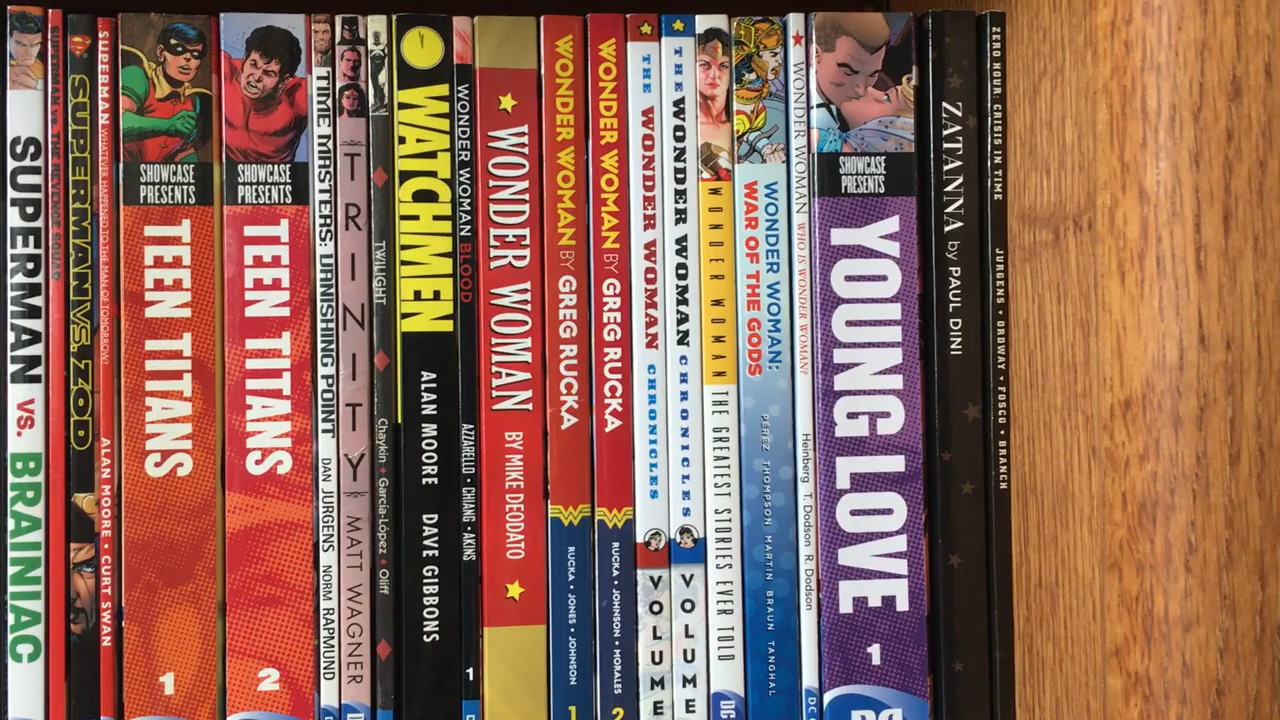 SUPERMAN VS. BRAINIAC
SUPERMAN vs. THE REVENGE SQUAD
SUPERMAN VS. ZOD
SUPERMAN WHATEVER HAPPENED TO THE MAN OF TOMORROW? ALAN MOORE • CURT SWAN
SHOWCASE
PRESENTS
TEEN TITANS
1
SHOWCASE
PRESENTS
TEEN TITANS
2
TIME MASTERS: VANISHING POINT DAN JURGENS NORM RAPMUND
TRINITY MATT WAGNER
TWILIGHT Chaykin • García-López • Oliff
WATCHMEN ALAN MOORE DAVE GIBBONS
WONDER WOMAN BLOOD AZZARELLO • CHIANG • AKINS
1
WONDER WOMAN BY MIKE DEODATO
WONDER WOMAN BY GREG RUCKA RUCKA • JONES • JOHNSON
1
WONDER WOMAN BY GREG RUCKA RUCKA • JOHNSON • MORALES
2
THE WONDER WOMAN CHRONICLES VOLUME
THE WONDER WOMAN CHRONICLES VOLUME
WONDER WOMAN THE GREATEST STORIES EVER TOLD
DC
WONDER WOMAN:
WAR OF THE GODS
PÉREZ THOMPSON MARTIN BRAUN TANGHAL
WONDER WOMAN WHO IS WONDER WOMAN? Heinberg T. Dodson R. Dodson
DC
SHOWCASE
PRESENTS
YOUNG LOVE
1
DC
ZATANNA by PAUL DINI
ZERO HOUR: CRISIS IN TIME JURGENS • ORDWAY • FOSCO • BRANCH